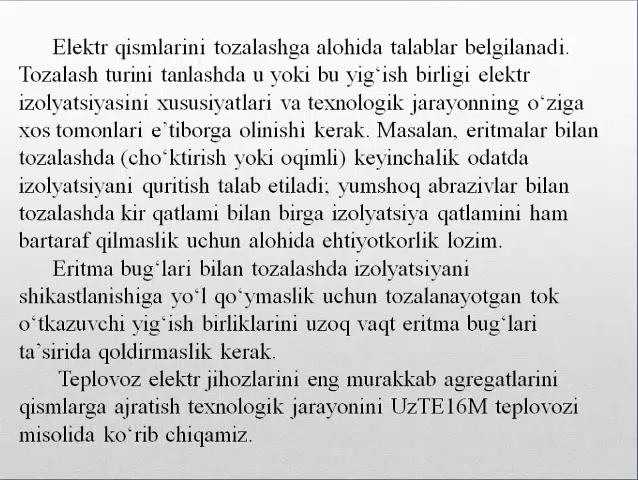 Elektr qismlarini tozalashga alohida talablar belgilanadi.
Tozalash turini tanlashda u yoki bu yig‘ish birligi elektr
izolyatsiyasini xususiyatlari va texnologik jarayonning o‘ziga
xos tomonlari e’tiborga olinishi kerak. Masalan, eritmalar bilan
tozalashda (cho‘ktirish yoki oqimli) keyinchalik odatda
izolyatsiyani quritish talab etiladi; yumshoq abrazivlar bilan
tozalashda kir qatlami bilan birga izolyatsiya qatlamini ham
bartaraf qilmaslik uchun alohida ehtiyotkorlik lozim.
Eritma bug‘lari bilan tozalashda izolyatsiyani
shikastlanishiga yo‘l qo‘ymaslik uchun tozalanayotgan tok
o‘tkazuvchi yig‘ish birliklarini uzoq vaqt eritma bug‘lari
ta’sirida qoldirmaslik kerak.
Teplovoz elektr jihozlarini eng murakkab agregatlarini
qismlarga ajratish texnologik jarayonini UzTE16M teplovozi
misolida ko‘rib chiqamiz.